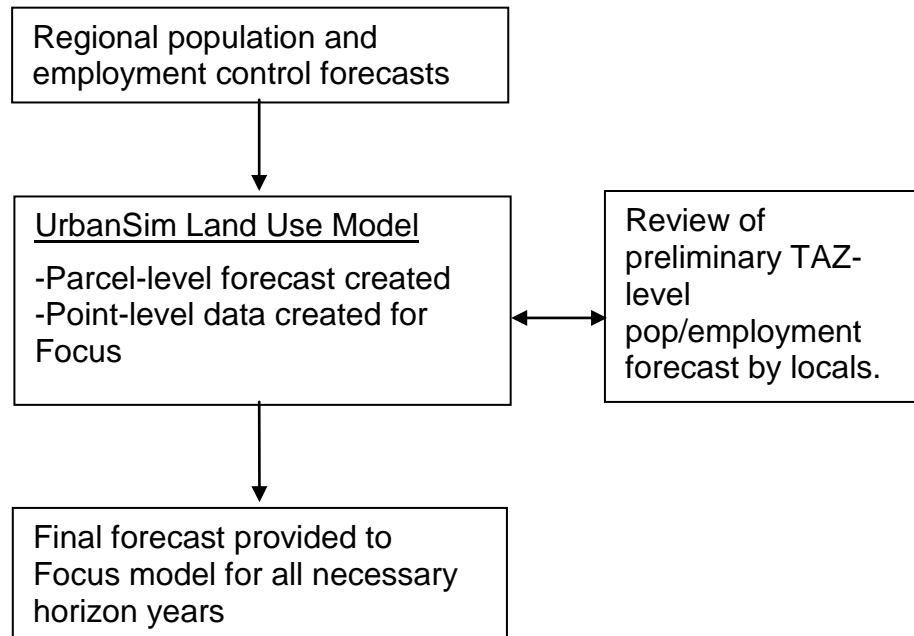 Regional population and
employment control forecasts
UrbanSim Land Use Model
-Parcel-level forecast created
-Point-level data created for
Focus
Review of
preliminary TAZ-
level
pop/employment
forecast by locals.
Final forecast provided to
Focus model for all necessary
horizon years